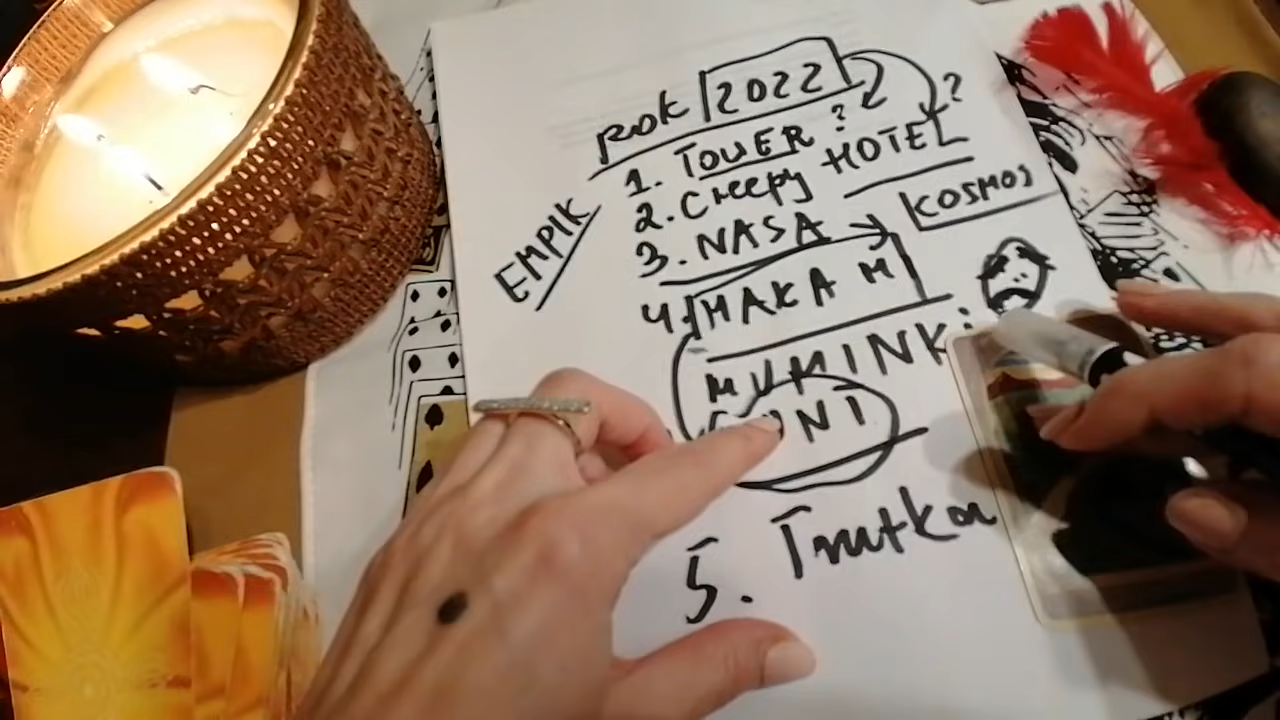 ROK 2022
1. TOWER ?
2. Creepy HOTEL ?
EMPIK
3. NASA → KOSMOS
4. MAKA M
MUMINKi
5. Trutka